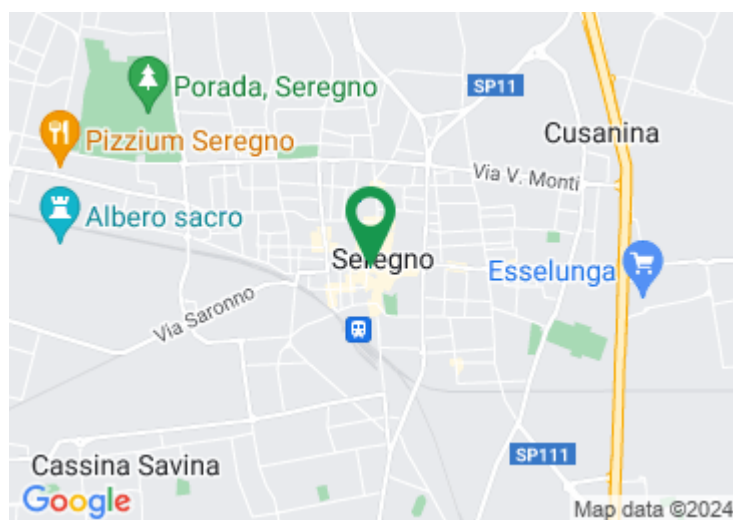 SP11
Porada, Seregno
Cusanina
Pizzium Seregno
Via V. Monti
Albero sacro
Seregno
Esselunga
Via Saronno
SP111
Cassina Savina
Google
Map data ©2024